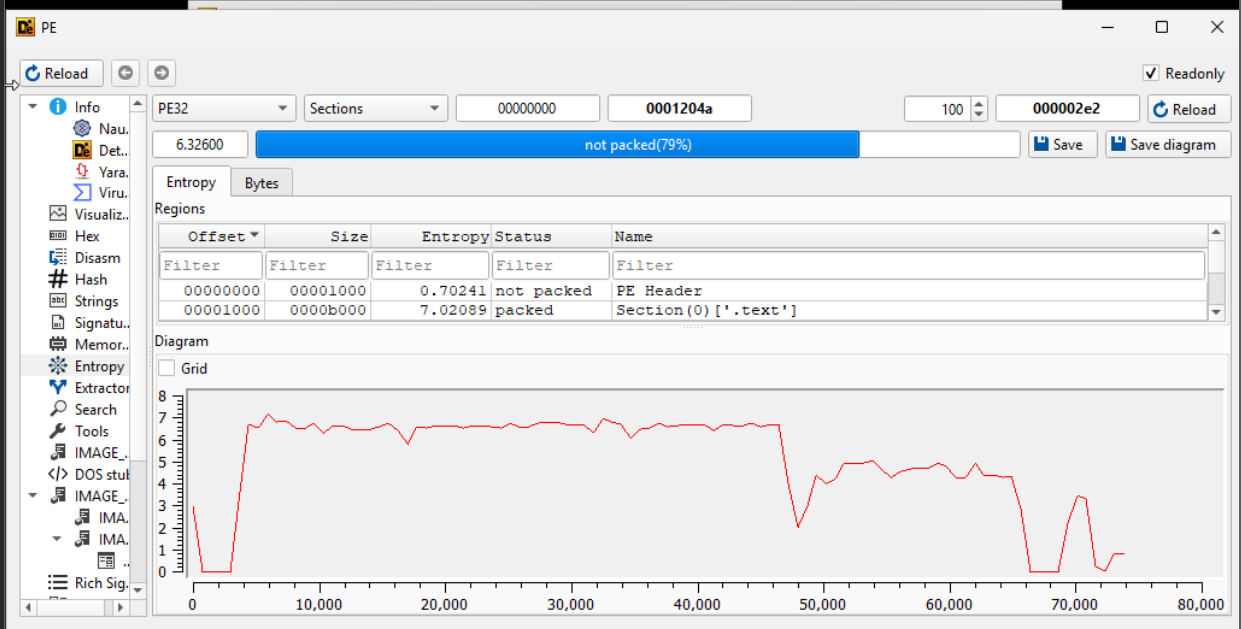 PE
Reload
Readonly
Info
Nau.
Det..
Yara.
Viru..
Visualiz..
Hex
Disasm
Hash
Strings
Signatu..
Memor..
Entropy
Extractor
Search
Tools
IMAGE_..
DOS stub
IMAGE_..
IMA.
IMA.
..
Rich Sig.
PE32 Sections 00000000 0001204a 100 000002e2 Reload
6.32600 not packed(79%) Save Save diagram
Entropy Bytes
Regions
Offset Size Entropy Status Name
Filter Filter Filter Filter Filter
00000000 00001000 0.70241 not packed PE Header
00001000 0000b000 7.02089 packed Section(0)['.text']
Diagram
Grid
8
7
6
5
4
3
2
1
0
0 10,000 20,000 30,000 40,000 50,000 60,000 70,000 80,000